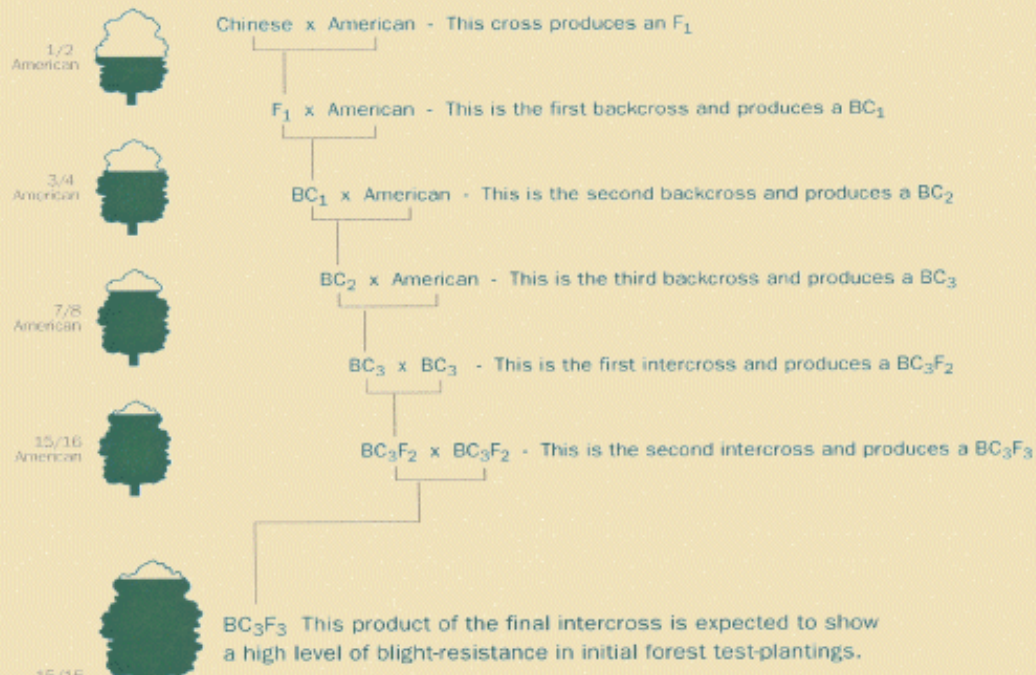 Chinese x American - This cross produces an F₁
1/2
American
F₁ x American - This is the first backcross and produces a BC₁
3/4
American
BC₁ x American - This is the second backcross and produces a BC₂
BC₂ x American - This is the third backcross and produces a BC₃
7/8
American
BC₃ x BC₃ - This is the first intercross and produces a BC₃F₂
15/16
American
BC₃F₂ x BC₃F₂ - This is the second intercross and produces a BC₃F₃
BC₃F₃ This product of the final intercross is expected to show
a high level of blight-resistance in initial forest test-plantings.